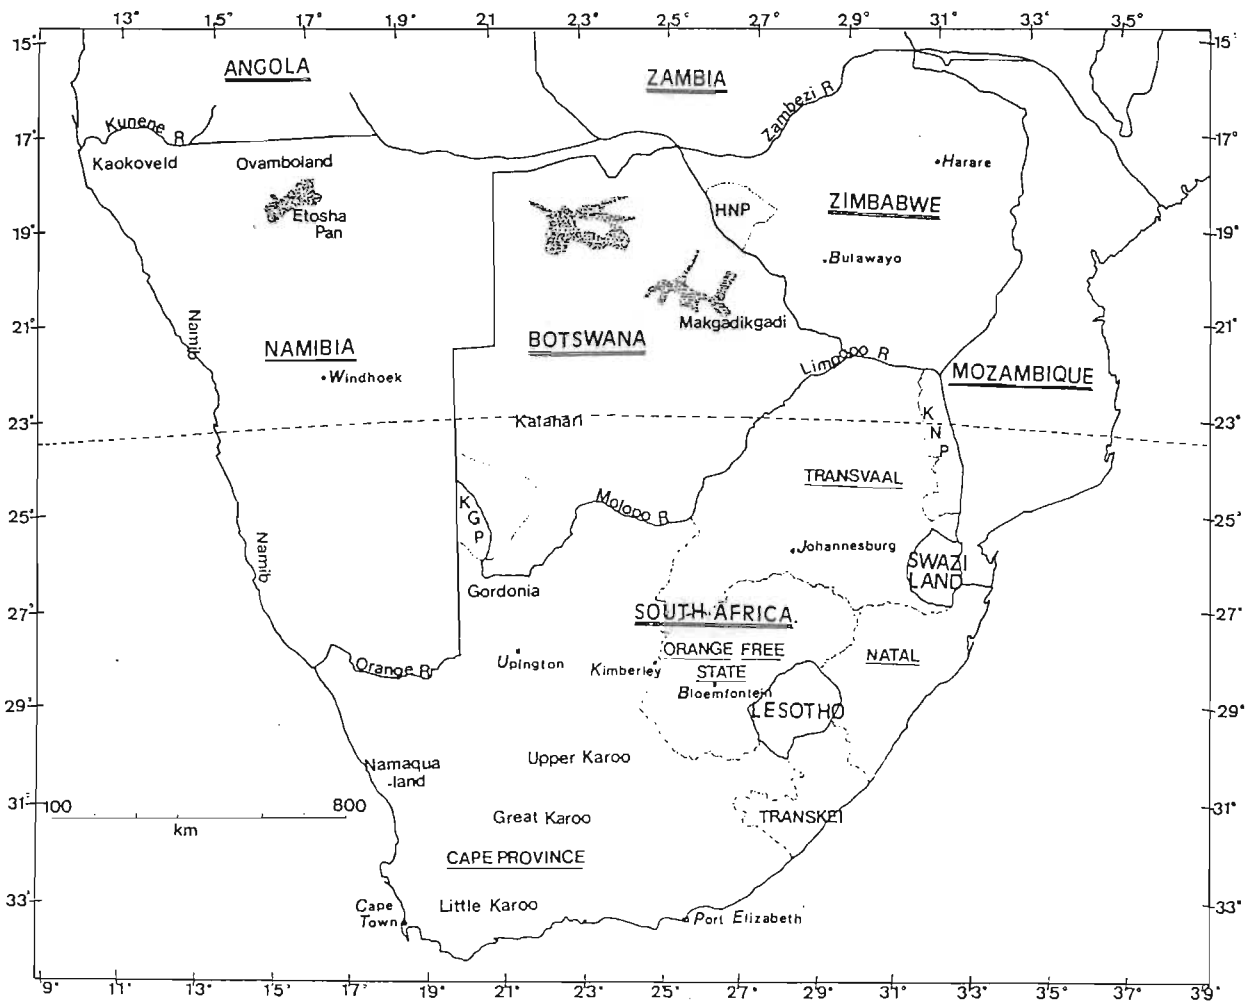 13° 15° 17° 19° 21 23° 25° 27° 29° 31° 33° 35°
15° 15°
ANGOLA
ZAMBIA
Zambezi R
Kunene R
17° 17°
Kaokoveld
Ovamboland
Harare
Etosha
Pan
HNP
ZIMBABWE
19° 19°
Bulawayo
Makgadikgadi
21° 21°
Namib
NAMIBIA
BOTSWANA
Limpopo R
Windhoek
MOZAMBIQUE
23° 23°
Kalahari
KNP
TRANSVAAL
KGP
Molopo R
25° 25°
Namib
Johannesburg
SWAZI
LAND
Gordonia
27° 27°
SOUTH AFRICA
Orange R
Upington
Kimberley
ORANGE FREE
STATE
NATAL
Bloemfontein
LESOTHO
29° 29°
Namaqua
-land
Upper Karoo
31° 31°
100 800
km
Great Karoo
TRANSKEI
CAPE PROVINCE
33° 33°
Cape
Town
Little Karoo
Port Elizabeth
9° 11° 13° 15° 17° 19° 21° 23° 25° 27° 29° 31° 33° 35° 37° 39°